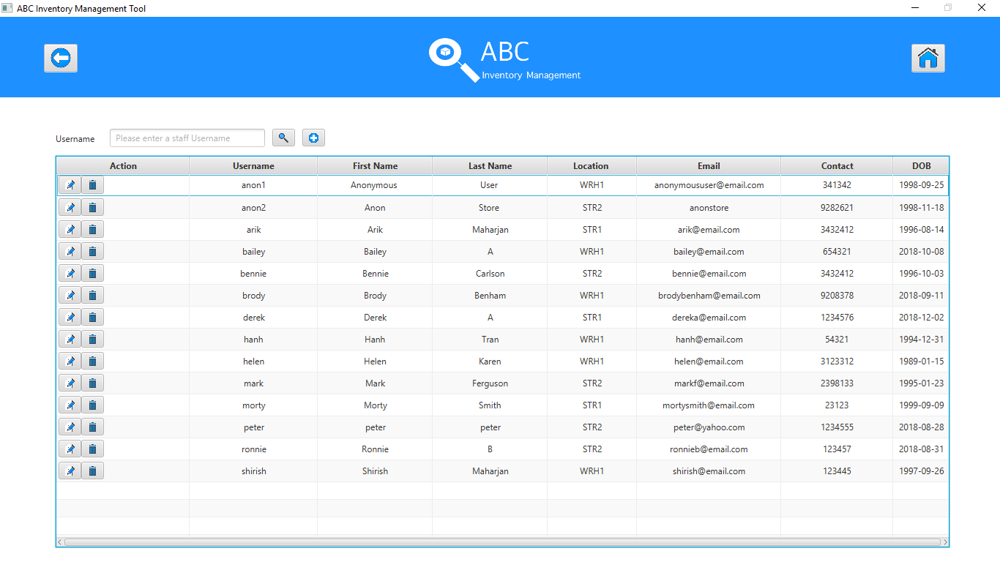 ABC Inventory Management Tool
ABC
Inventory Management
Username Please enter a staff Username
Action Username First Name Last Name Location Email Contact DOB
anon1 Anonymous User WRH1 anonymoususer@email.com 341342 1998-09-25
anon2 Anon Store STR2 anonstore 9282621 1998-11-18
arik Arik Maharjan STR1 arik@email.com 3432412 1996-08-14
bailey Bailey A WRH1 bailey@email.com 654321 2018-10-08
bennie Bennie Carlson STR2 bennie@email.com 3432412 1996-10-03
brody Brody Benham WRH1 brodybenham@email.com 9208378 2018-09-11
derek Derek A STR1 dereka@email.com 1234576 2018-12-02
hanh Hanh Tran WRH1 hanh@email.com 54321 1994-12-31
helen Helen Karen WRH1 helen@email.com 3123312 1989-01-15
mark Mark Ferguson STR2 markf@email.com 2398133 1995-01-23
morty Morty Smith STR1 mortysmith@email.com 23123 1999-09-09
peter peter peter STR2 peter@yahoo.com 1234555 2018-08-28
ronnie Ronnie B STR2 ronnieb@email.com 123457 2018-08-31
shirish Shirish Maharjan WRH1 shirish@email.com 123445 1997-09-26